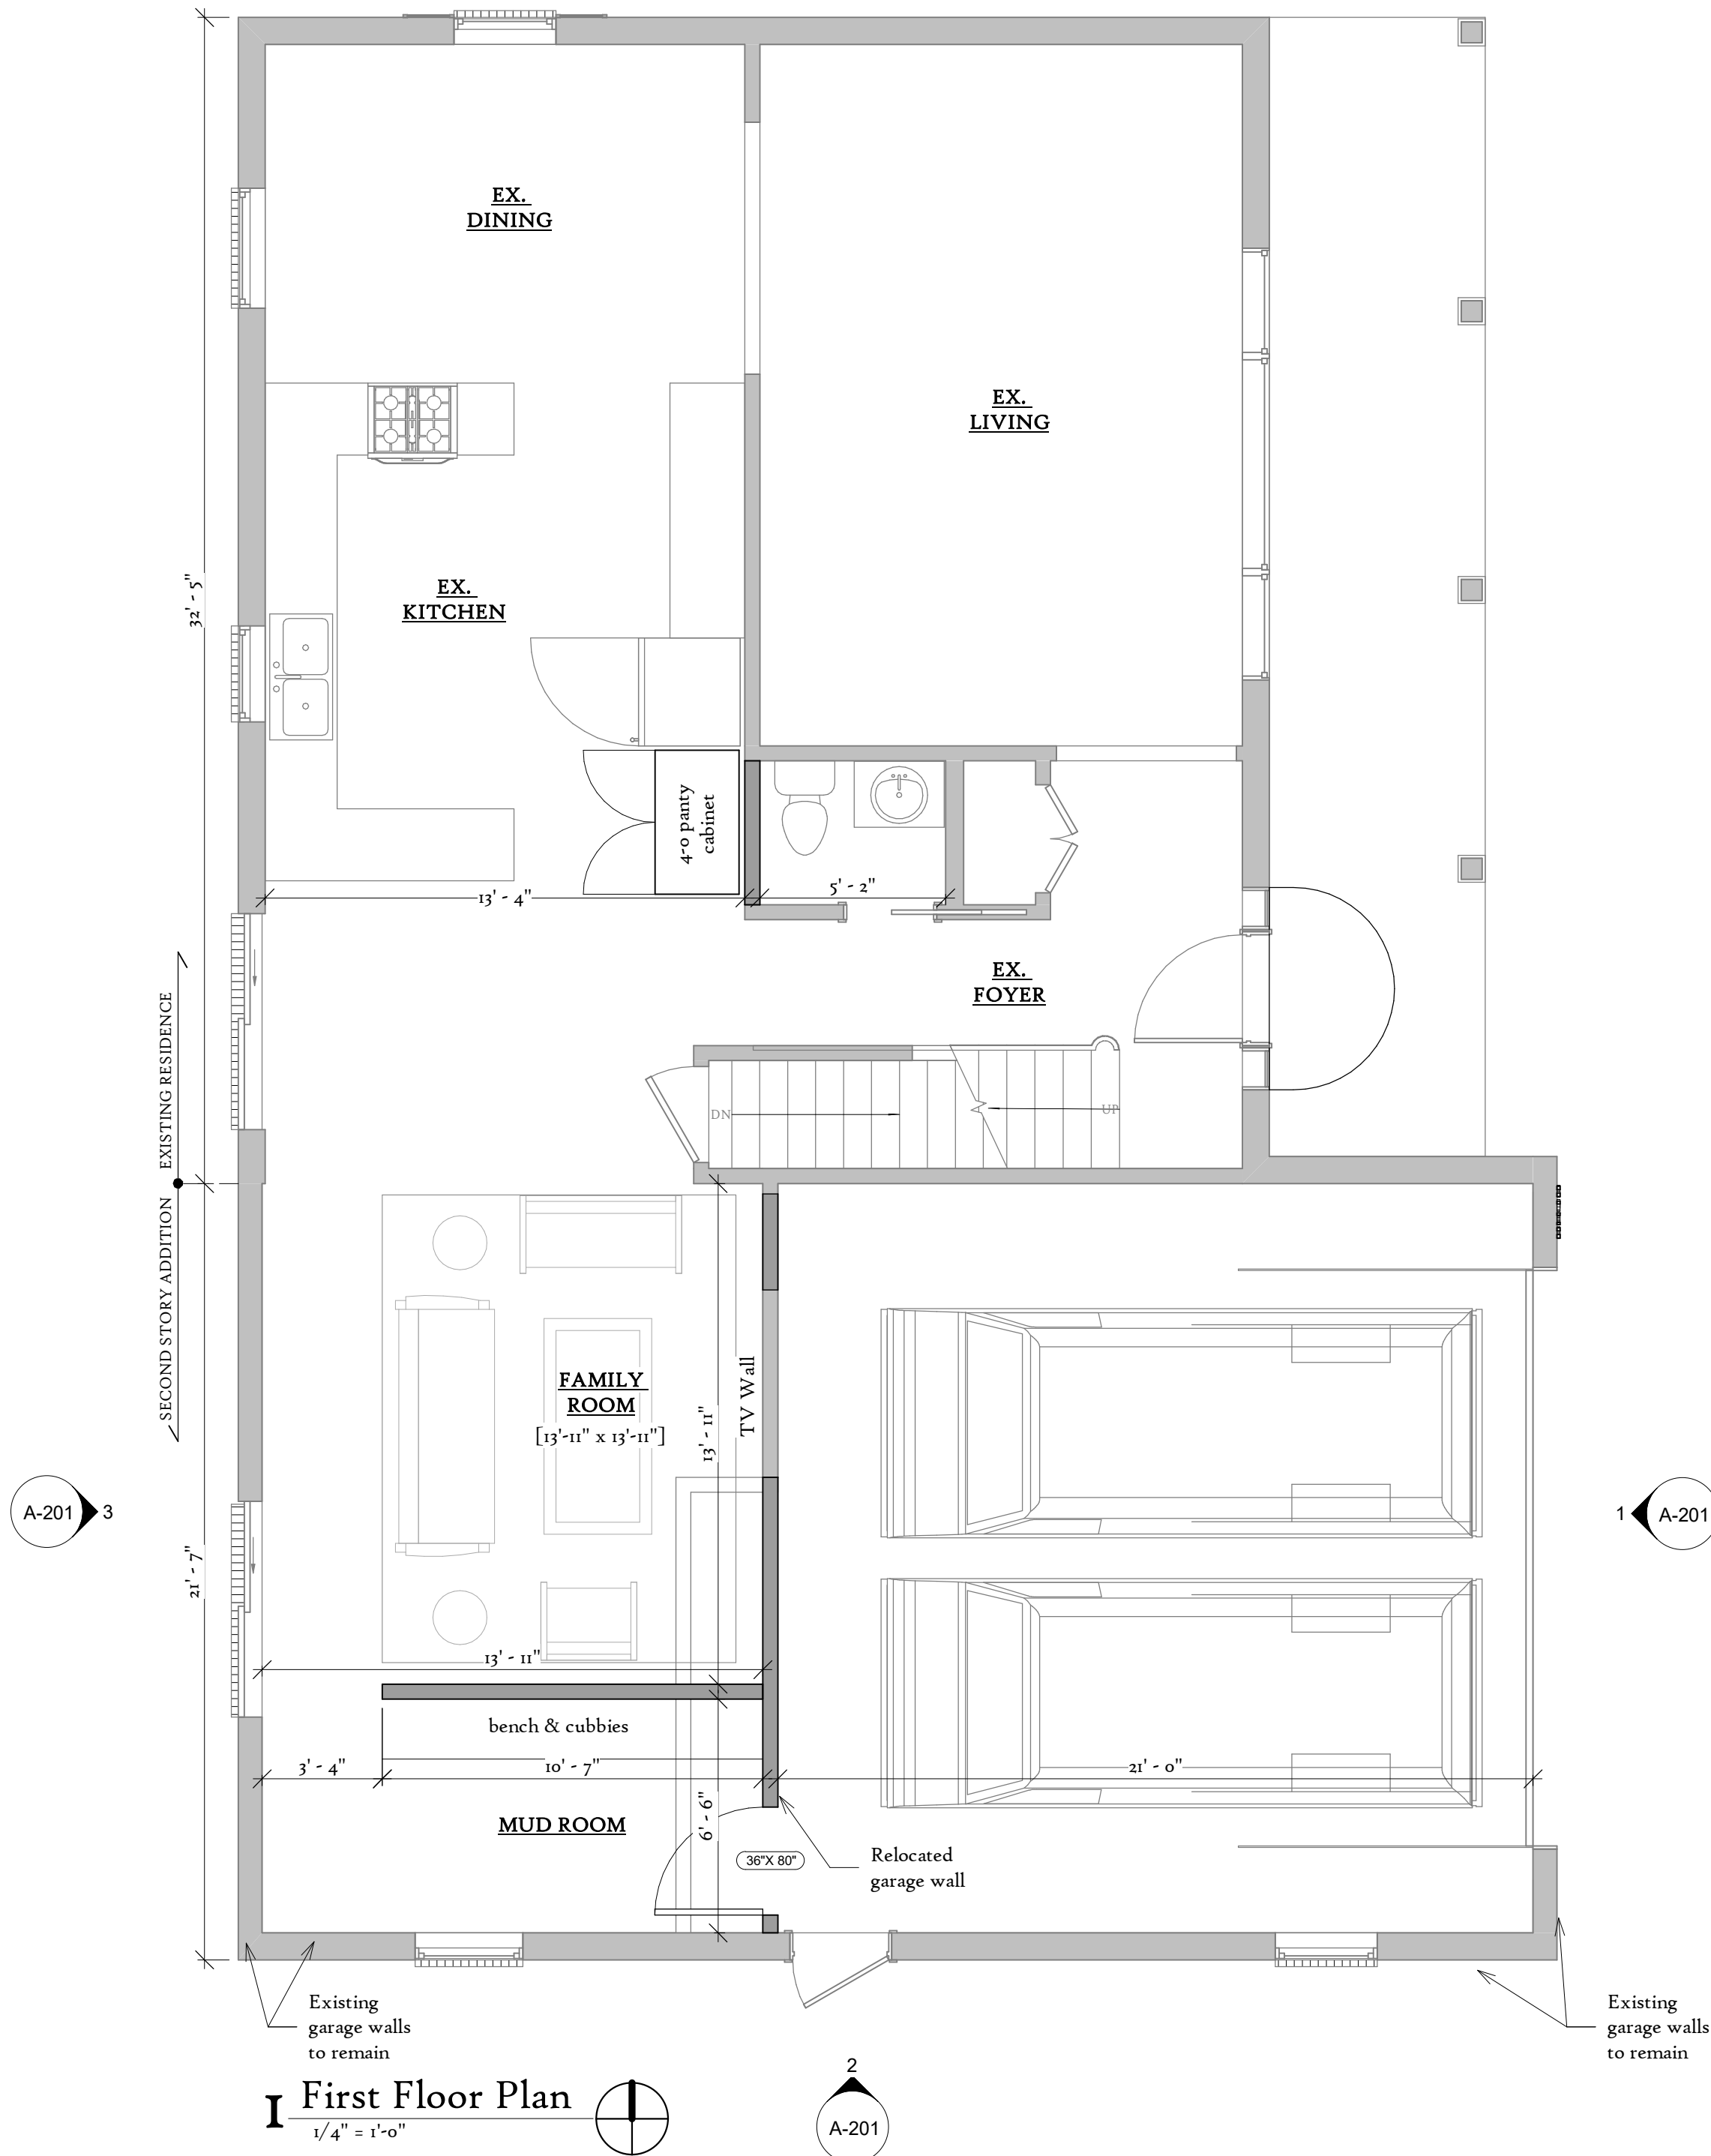 EX.
DINING
EX.
LIVING
32' - 5"
EX.
KITCHEN
4-0 panty
cabinet
13' - 4"
5' - 2"
EX.
FOYER
EXISTING RESIDENCE
DN
UP
SECOND STORY ADDITION
FAMILY
ROOM
[13'-11" x 13'-11"]
13' - 11"
TV Wall
A-201
3
1
A-201
21' - 7"
13' - 11"
bench & cubbies
3' - 4"
10' - 7"
21' - 0"
6' - 6"
MUD ROOM
36"X 80"
Relocated
garage wall
Existing
garage walls
to remain
Existing
garage walls
to remain
1 First Floor Plan
1/4" = 1'-0"
2
A-201